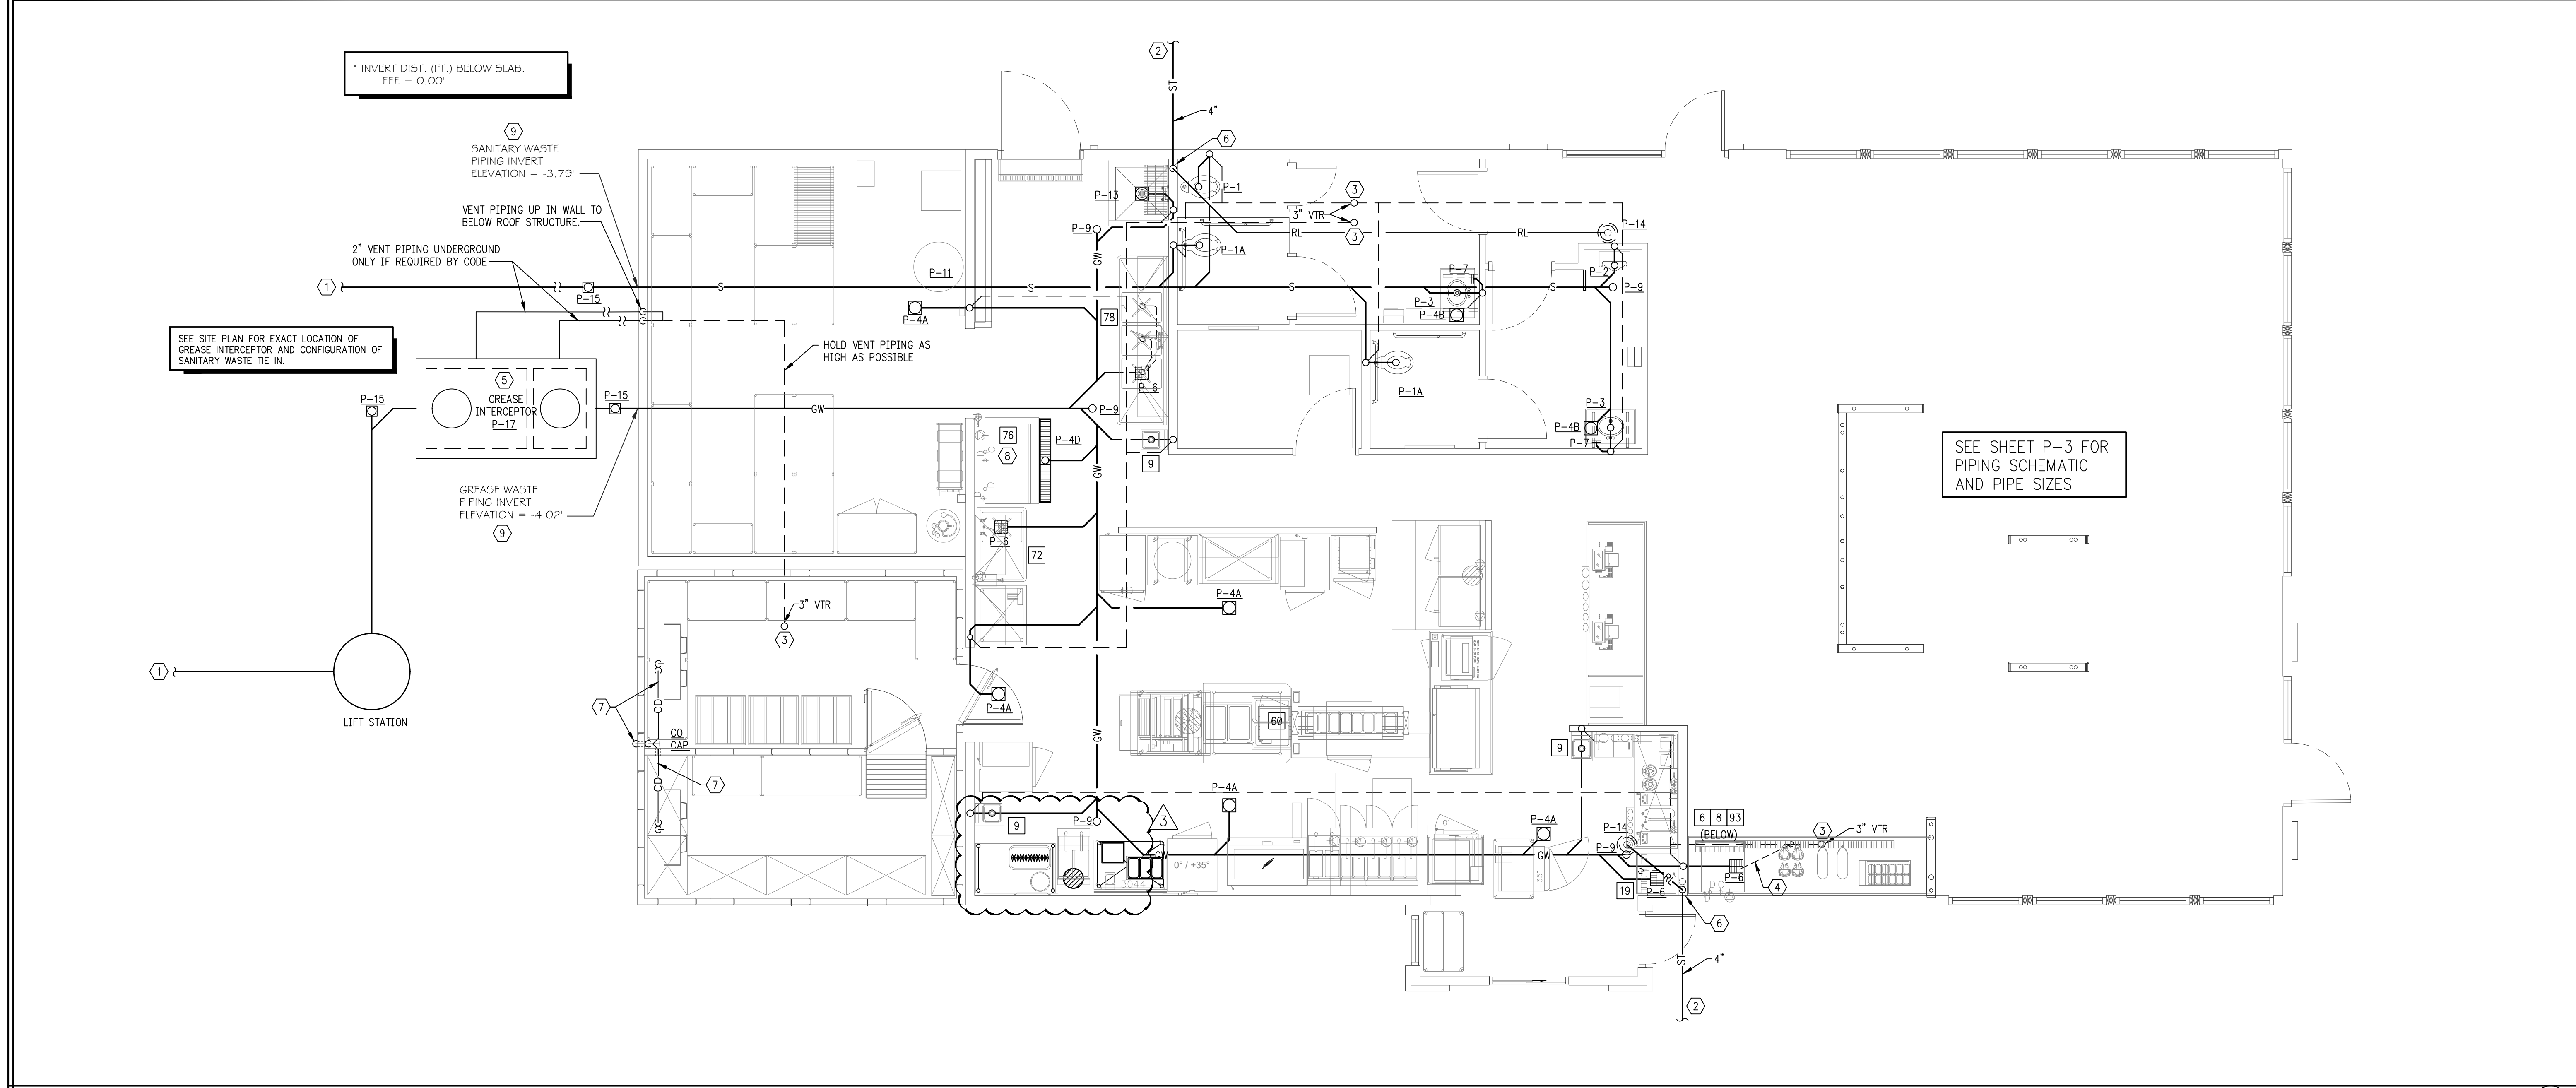 * INVERT DIST. (FT.) BELOW SLAB.
FFE = 0.00'
2
ST
4"
9
SANITARY WASTE
PIPING INVERT
ELEVATION = -3.79'
6
P-13
P-1
3
VENT PIPING UP IN WALL TO
BELOW ROOF STRUCTURE.
3" VTR
P-9
RL
3
RL
P-14
2" VENT PIPING UNDERGROUND
ONLY IF REQUIRED BY CODE
GW
P-1A
P-11
P-7
P-2
1
P-15
S
S
S
S
P-9
P-4A
78
P-3
P-4B
SEE SITE PLAN FOR EXACT LOCATION OF
GREASE INTERCEPTOR AND CONFIGURATION OF
SANITARY WASTE TIE IN.
HOLD VENT PIPING AS
HIGH AS POSSIBLE
5
GREASE
INTERCEPTOR
P-17
P-15
P-15
GW
P-6
P-9
P-1A
P-3
P-4B
P-7
76
8
P-4D
9
GW
SEE SHEET P-3 FOR
PIPING SCHEMATIC
AND PIPE SIZES
GREASE WASTE
PIPING INVERT
ELEVATION = -4.02'
9
P-6
72
3" VTR
3
P-4A
1
LIFT STATION
7
CD
CO
CAP
P-4A
GW
60
9
7
CD
P-4A
9
P-9
3
GW
0° / +35°
3044
P-4A
GW
+35°
P-14
P-9
6 8 93
(BELOW)
3
3" VTR
19
P-6
RL
P-6
D C
4
6
ST
4"
2